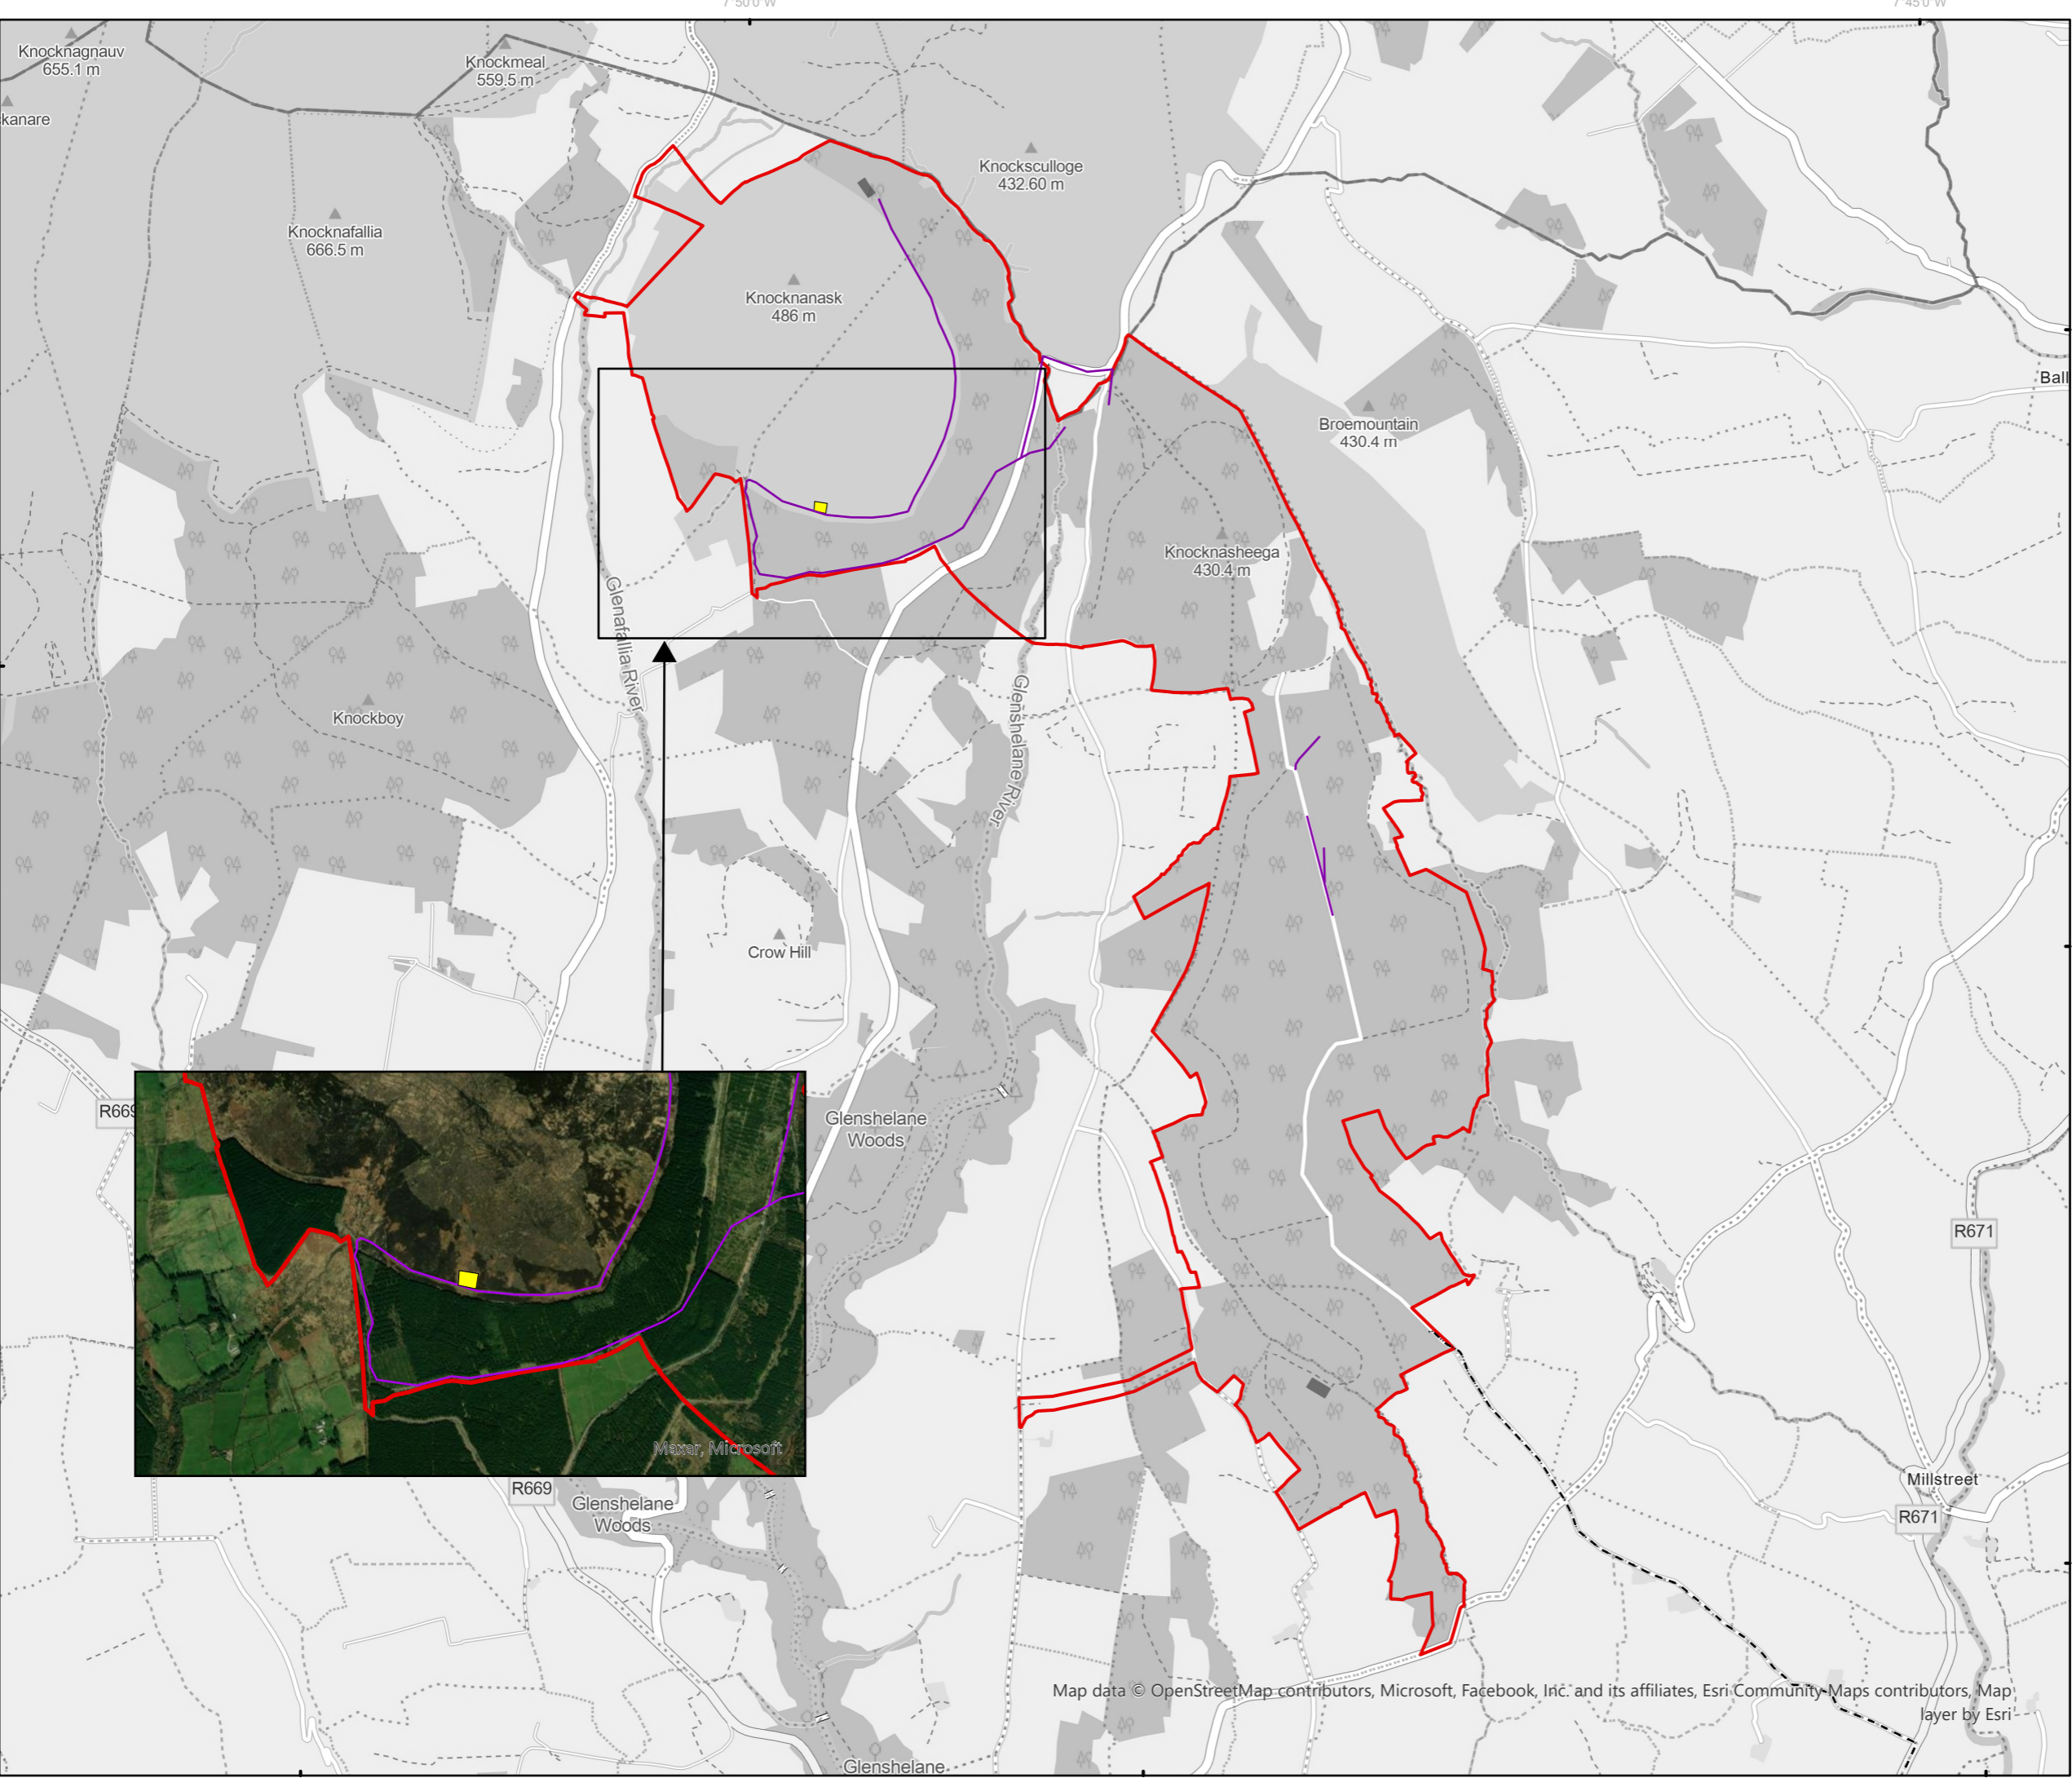 7°50'0"W
7°45'0"W
Knocknagnauv
655.1 m
Knockmeal
559.5 m
kanare
Knocksculloge
432.60 m
Knocknafallia
666.5 m
Knocknanask
486 m
Ball
Broemountain
430.4 m
Knocknasheega
430.4 m
Glenafallia River
Glenshelane River
Knockboy
Crow Hill
R669
Glenshelane
Woods
R671
Maxar, Microsoft
R669
Glenshelane
Woods
Millstreet
R671
Map data © OpenStreetMap contributors, Microsoft, Facebook, Inc. and its affiliates, Esri Community Maps contributors, Map
layer by Esri
Glenshelane